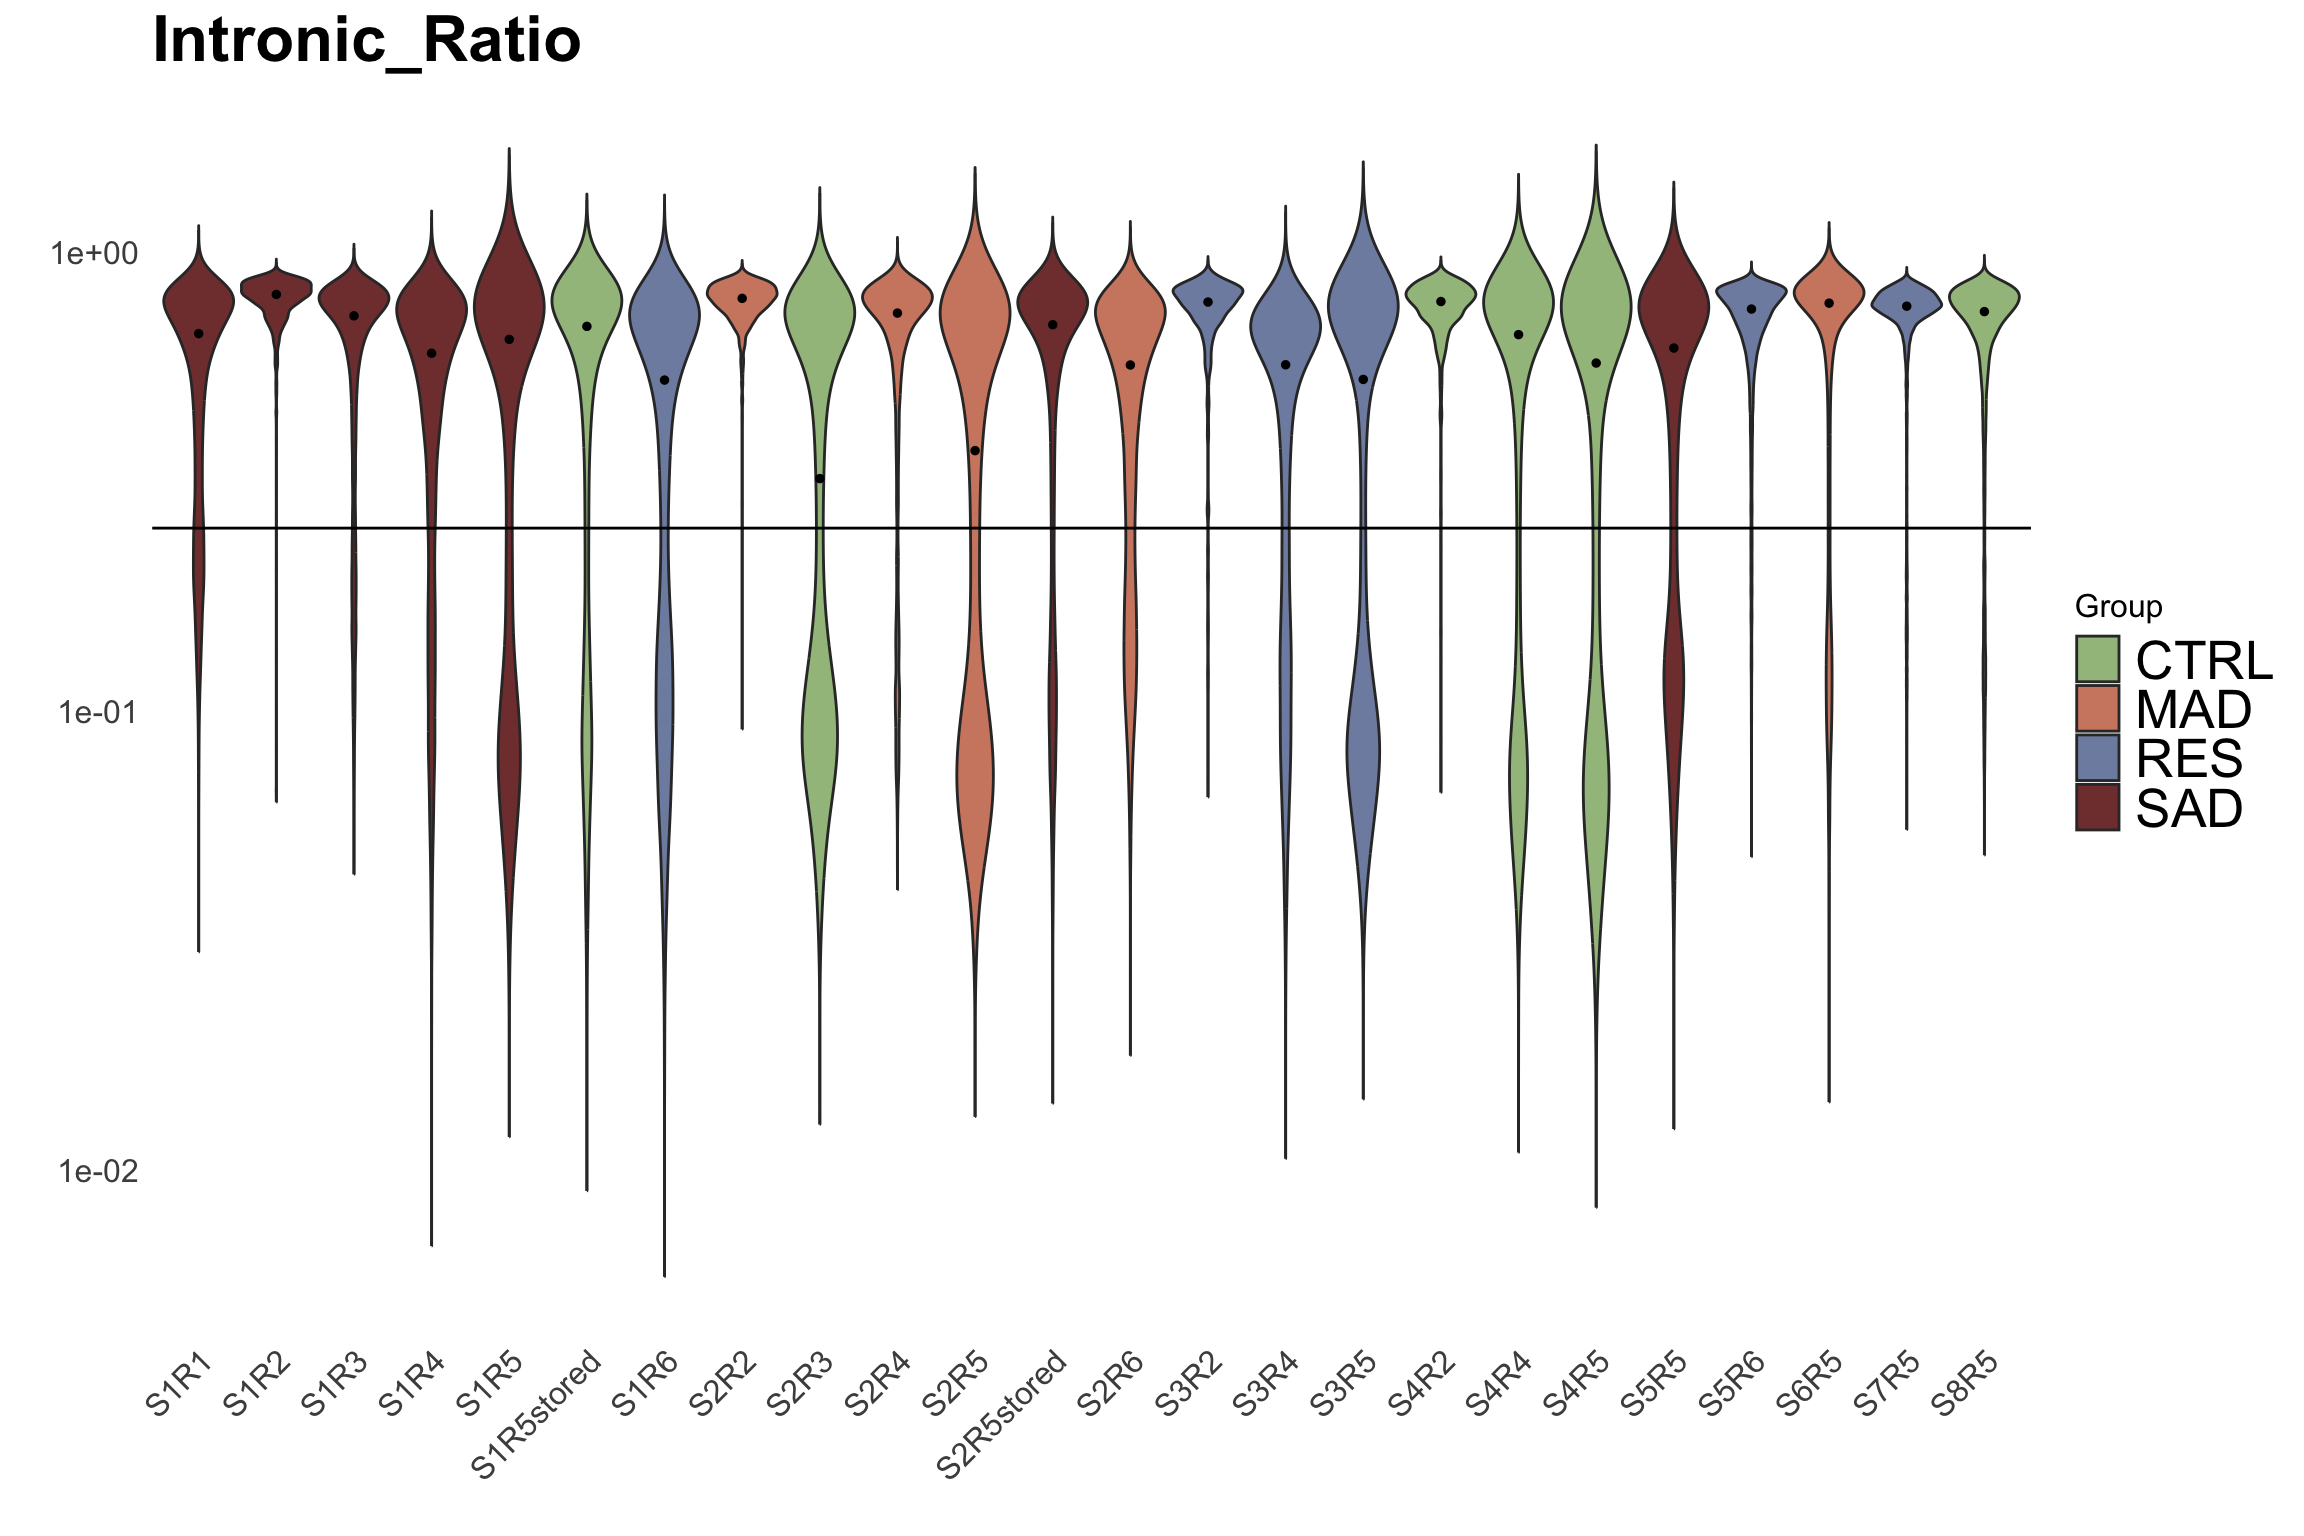 Intronic_Ratio
1e+00
1e-01
1e-02
S1R1
S1R2
S1R3
S1R4
S1R5
S1R5stored
S1R6
S2R2
S2R3
S2R4
S2R5
S2R5stored
S2R6
S3R2
S3R4
S3R5
S4R2
S4R4
S4R5
S5R5
S5R6
S6R5
S7R5
S8R5
Group
CTRL
MAD
RES
SAD